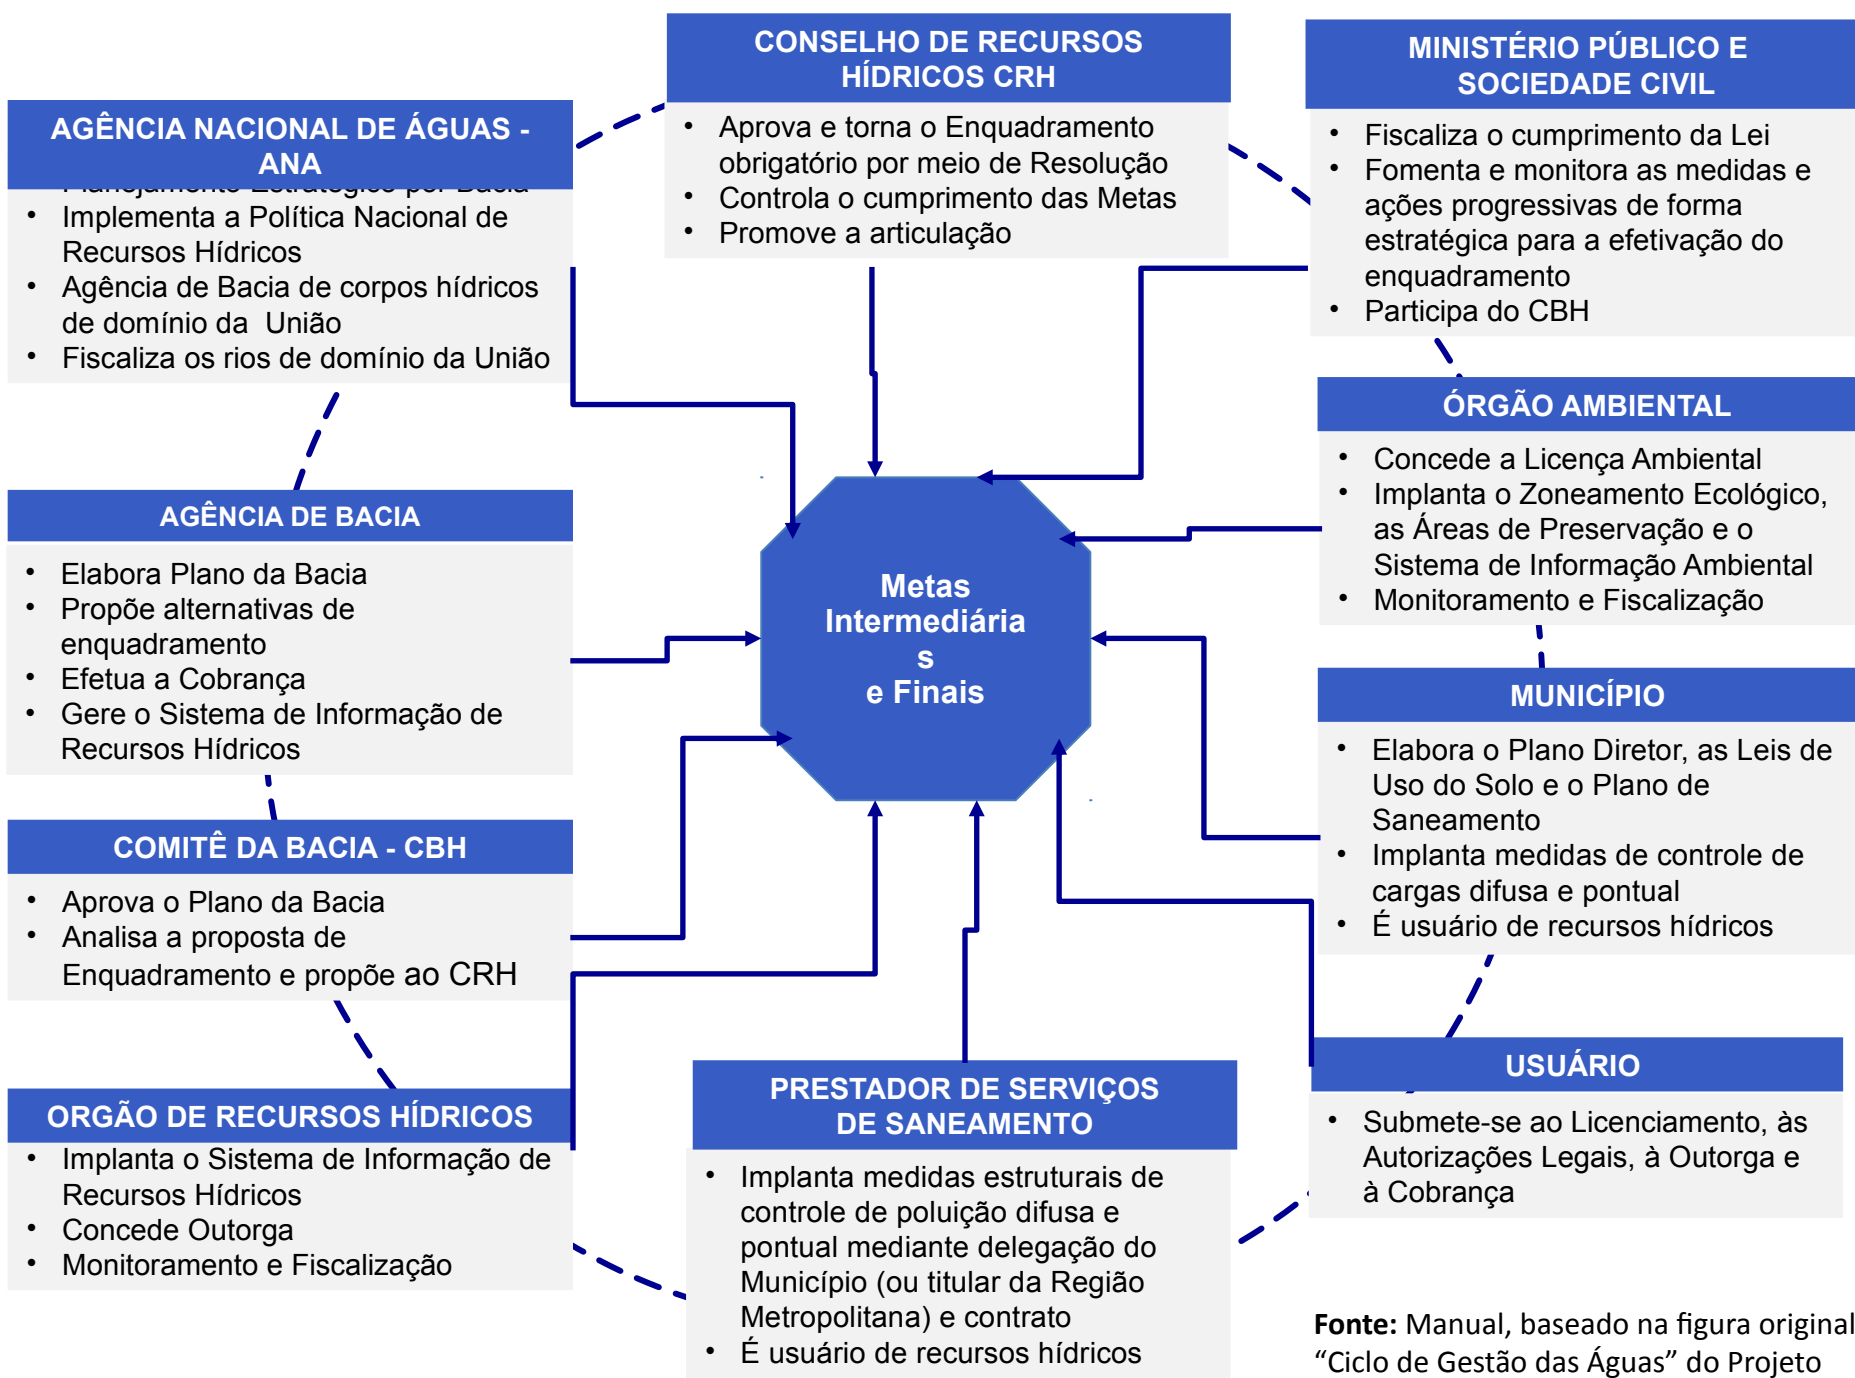 CONSELHO DE RECURSOS
HÍDRICOS CRH
• Aprova e torna o Enquadramento
obrigatório por meio de Resolução
• Controla o cumprimento das Metas
• Promove a articulação
MINISTÉRIO PÚBLICO E
SOCIEDADE CIVIL
• Fiscaliza o cumprimento da Lei
• Fomenta e monitora as medidas e
ações progressivas de forma
estratégica para a efetivação do
enquadramento
• Participa do CBH
AGÊNCIA NACIONAL DE ÁGUAS -
ANA
Planejamento Estratégico por Bacia
• Implementa a Política Nacional de
Recursos Hídricos
• Agência de Bacia de corpos hídricos
de domínio da União
• Fiscaliza os rios de domínio da União
ÓRGÃO AMBIENTAL
• Concede a Licença Ambiental
• Implanta o Zoneamento Ecológico,
as Áreas de Preservação e o
Sistema de Informação Ambiental
• Monitoramento e Fiscalização
AGÊNCIA DE BACIA
• Elabora Plano da Bacia
• Propõe alternativas de
enquadramento
• Efetua a Cobrança
• Gere o Sistema de Informação de
Recursos Hídricos
Metas
Intermediária
s
e Finais
MUNICÍPIO
• Elabora o Plano Diretor, as Leis de
Uso do Solo e o Plano de
Saneamento
• Implanta medidas de controle de
cargas difusa e pontual
• É usuário de recursos hídricos
COMITÊ DA BACIA - CBH
• Aprova o Plano da Bacia
• Analisa a proposta de
Enquadramento e propõe ao CRH
ORGÃO DE RECURSOS HÍDRICOS
• Implanta o Sistema de Informação de
Recursos Hídricos
• Concede Outorga
• Monitoramento e Fiscalização
PRESTADOR DE SERVIÇOS
DE SANEAMENTO
• Implanta medidas estruturais de
controle de poluição difusa e
pontual mediante delegação do
Município (ou titular da Região
Metropolitana) e contrato
• É usuário de recursos hídricos
USUÁRIO
• Submete-se ao Licenciamento, às
Autorizações Legais, à Outorga e
à Cobrança
Fonte: Manual, baseado na figura original
“Ciclo de Gestão das Águas” do Projeto